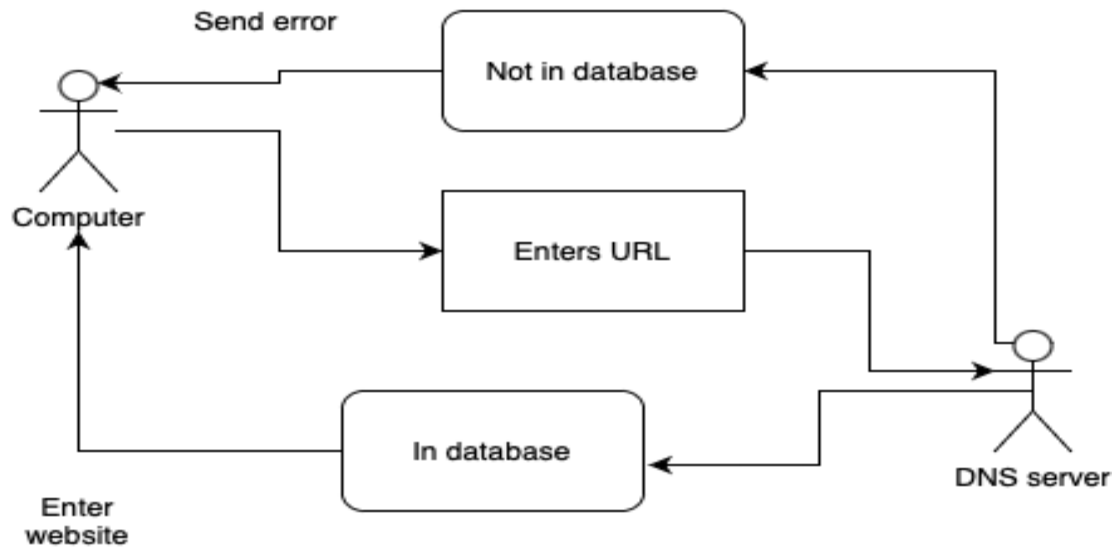 Send error
Not in database
Computer
Enters URL
In database
DNS server
Enter
website